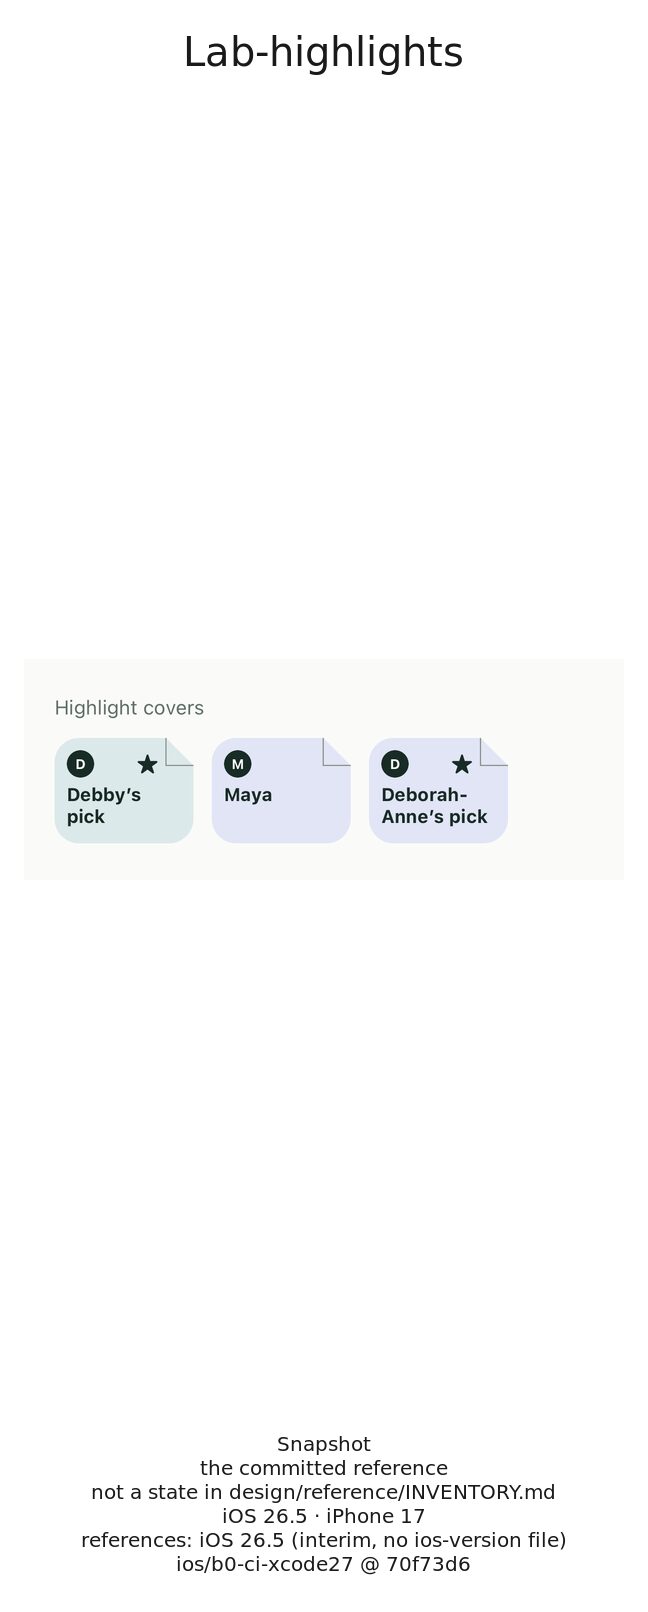 Lab-highlights
Highlight covers
D
Debby’s
pick
M
Maya
D
Deborah-
Anne’s pick
Snapshot
the committed reference
not a state in design/reference/INVENTORY.md
iOS 26.5 · iPhone 17
references: iOS 26.5 (interim, no ios-version file)
ios/b0-ci-xcode27 @ 70f73d6